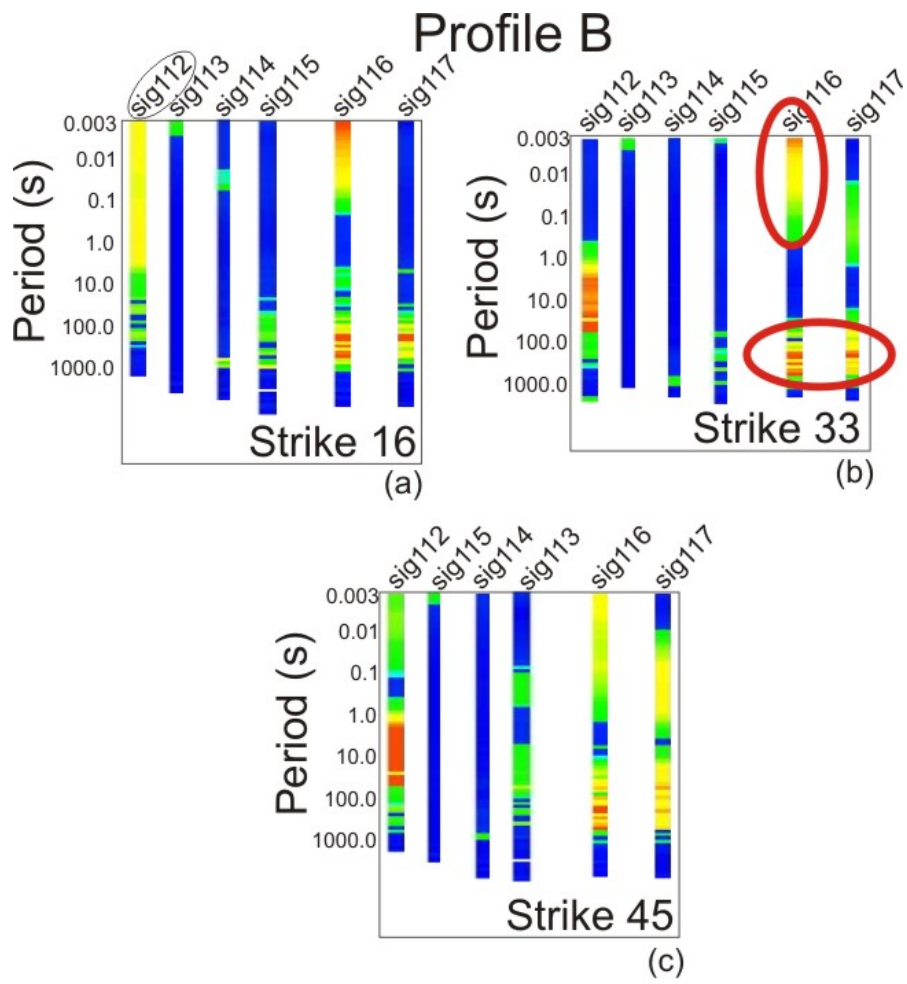 Profile B
sig112 sig113 sig114 sig115 sig116 sig117
Period (s)
0.003
0.01
0.1
1.0
10.0
100.0
1000.0
Strike 16
(a)
sig112 sig113 sig114 sig115 sig116 sig117
Period (s)
0.003
0.01
0.1
1.0
10.0
100.0
1000.0
Strike 33
(b)
sig112 sig115 sig114 sig113 sig116 sig117
Period (s)
0.003
0.01
0.1
1.0
10.0
100.0
1000.0
Strike 45
(c)